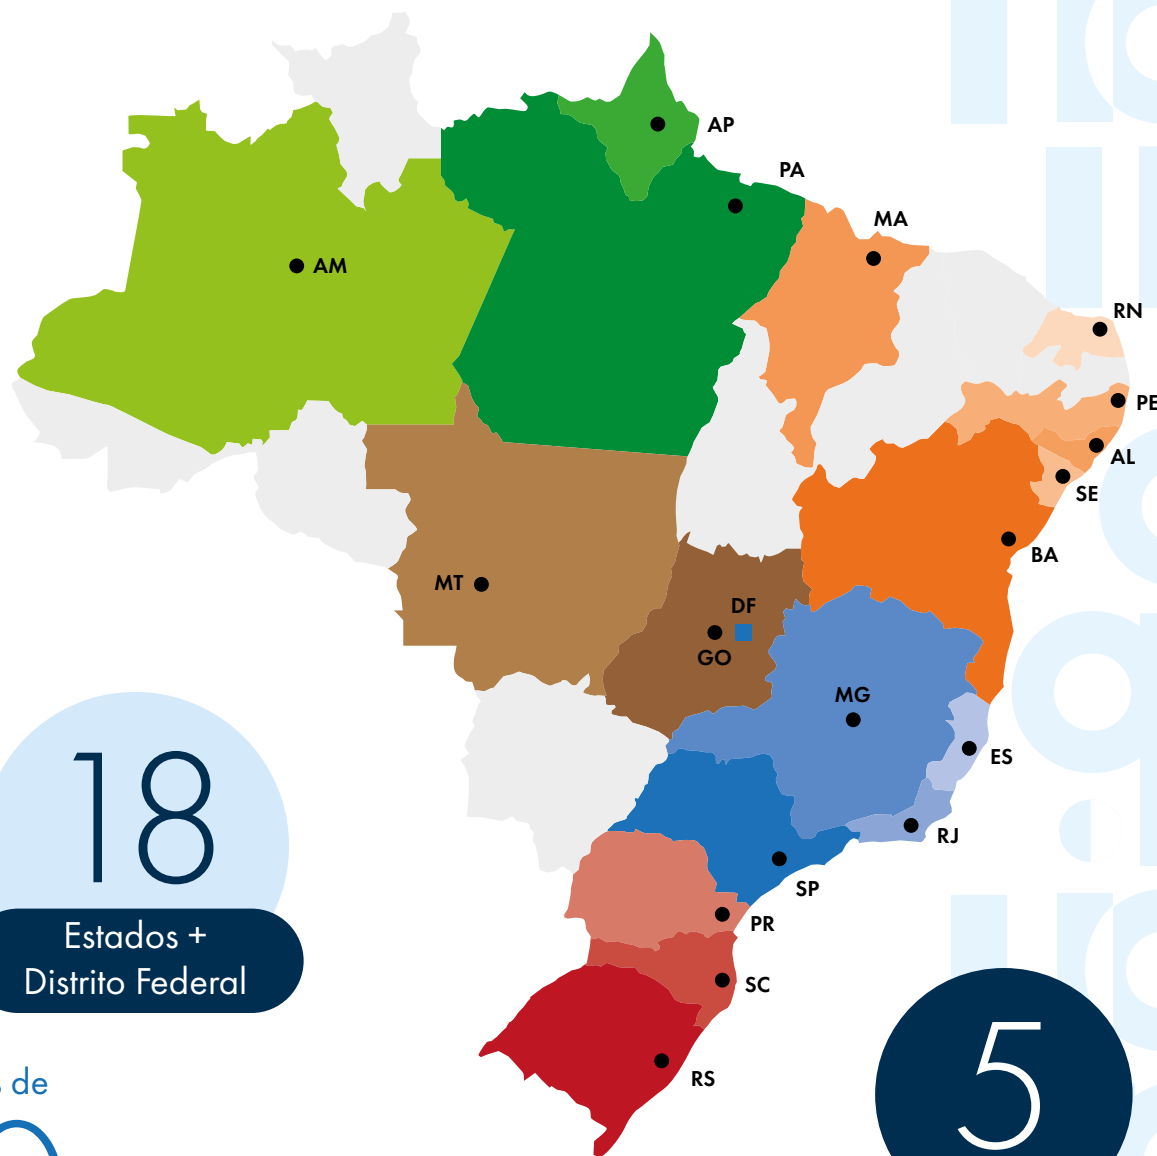 AP
PA
MA
AM
RN
PE
AL
SE
BA
MT
DF
GO
MG
ES
RJ
SP
PR
SC
RS
18
Estados +
Distrito Federal
de
5